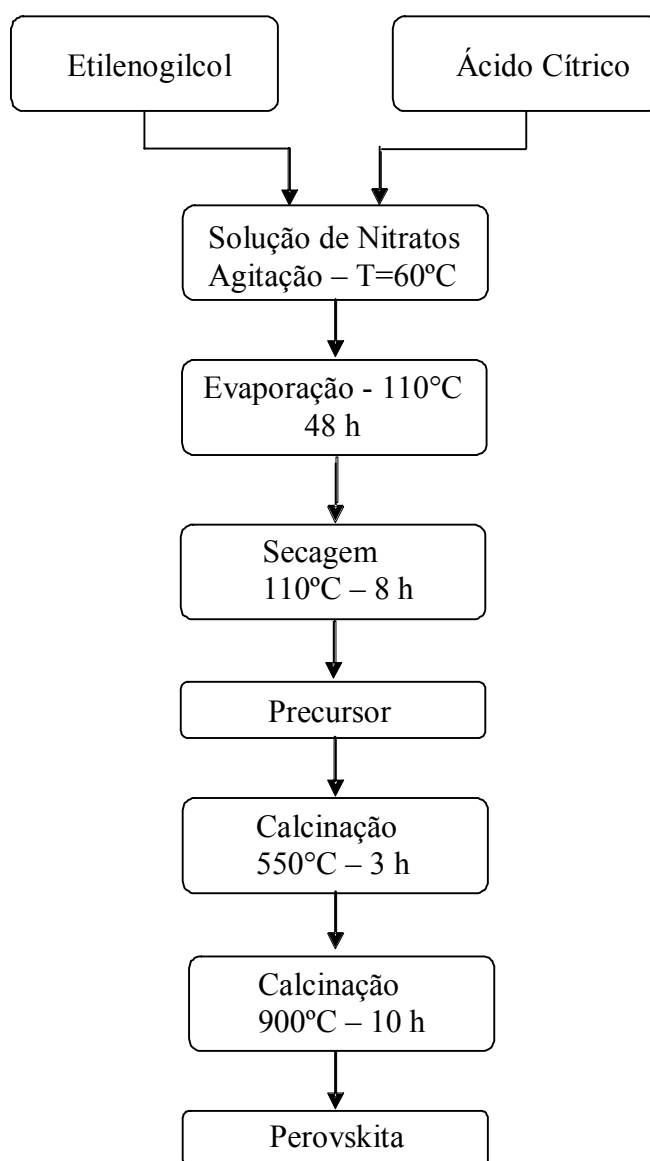 Etilenogilcol
Ácido Cítrico
Solução de Nitratos
Agitação – T=60ºC
Evaporação - 110°C
48 h
Secagem
110ºC – 8 h
Precursor
Calcinação
550°C – 3 h
Calcinação
900ºC – 10 h
Perovskita